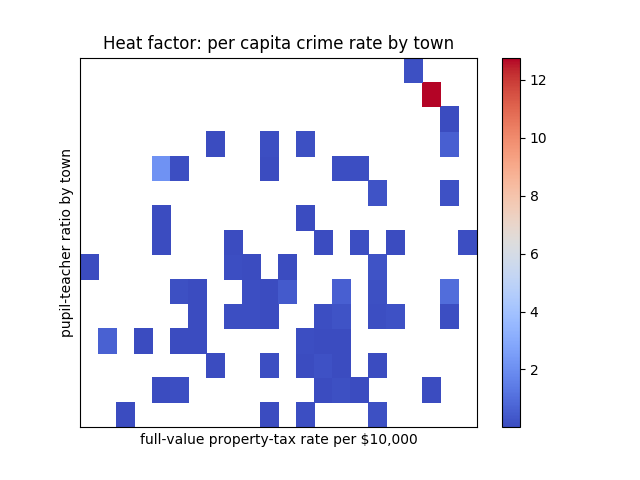 Heat factor: per capita crime rate by town
pupil-teacher ratio by town
full-value property-tax rate per $10,000
12
10
8
6
4
2